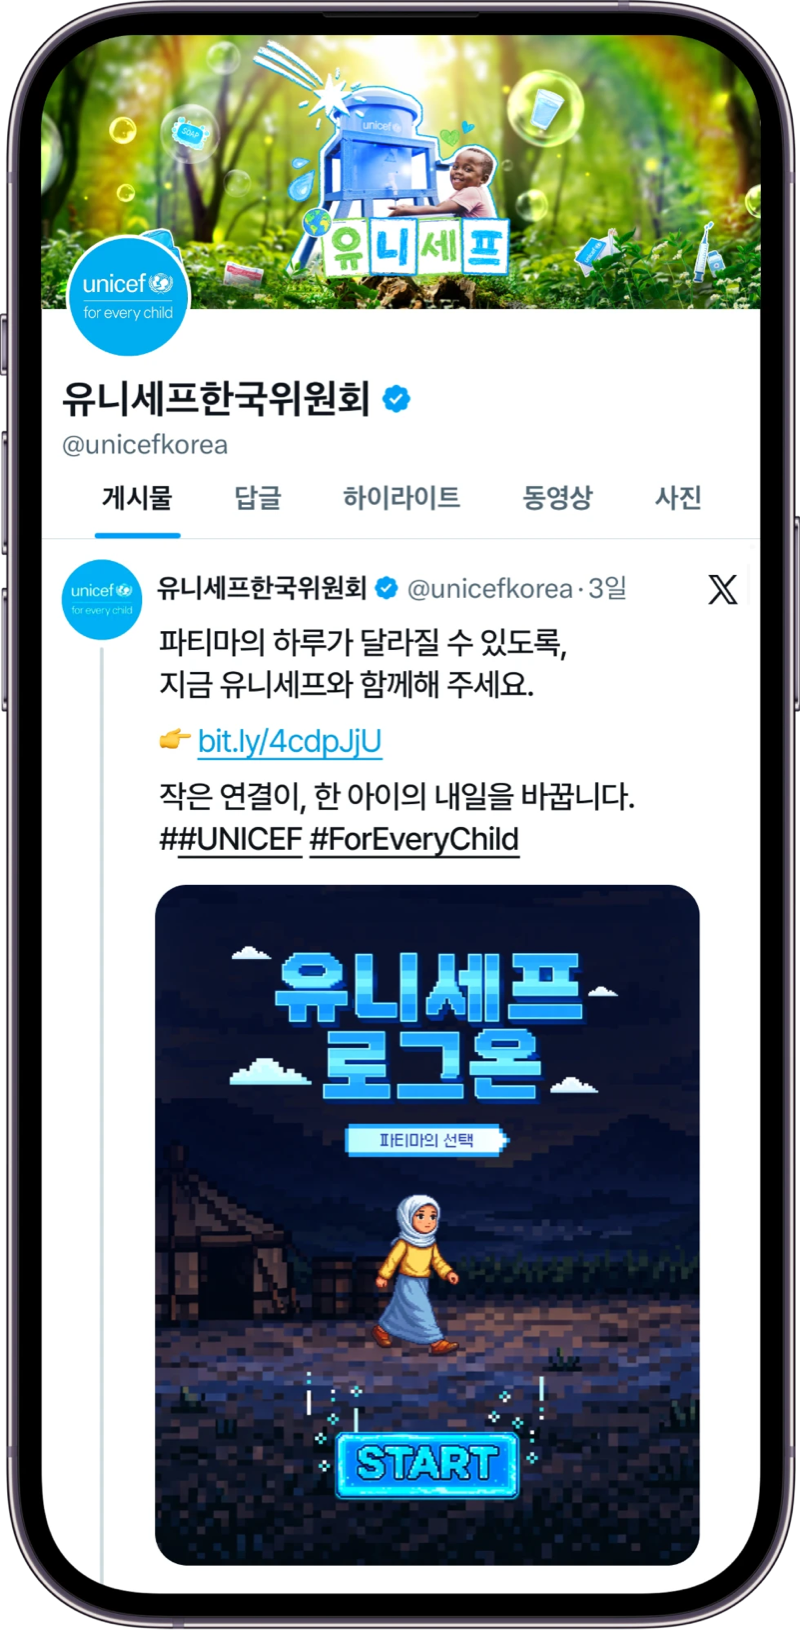 SOAP
unicef
유니세프
unicef
for every child
유니세프한국위원회
@unicefkorea
게시물 답글 하이라이트 동영상 사진
unicef
for every child
유니세프한국위원회 @unicefkorea · 3일
파티마의 하루가 달라질 수 있도록,
지금 유니세프와 함께해 주세요.
👉 bit.ly/4cdpJjU
작은 연결이, 한 아이의 내일을 바꿉니다.
##UNICEF #ForEveryChild
유니세프
로그온
파티마의 선택
START